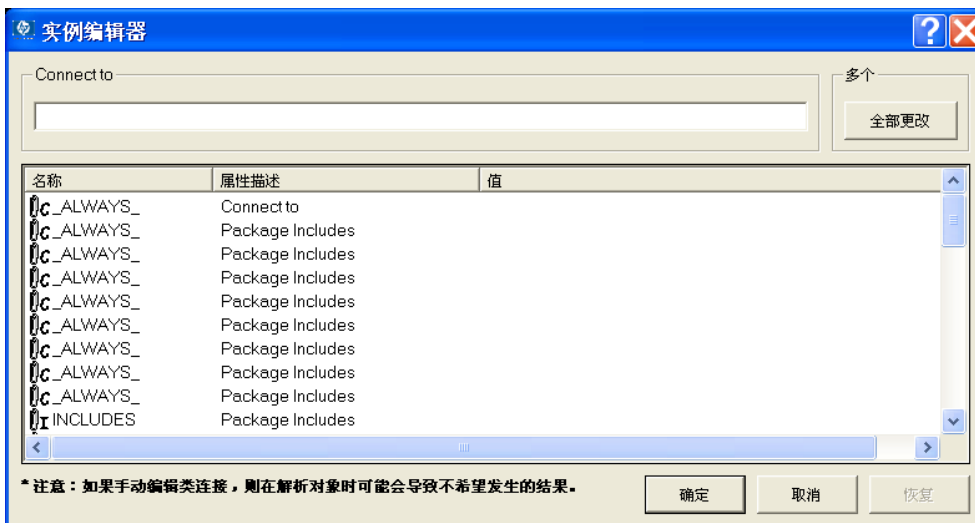 实例编辑器
Connect to
多个
全部更改
名称 属性描述 值
_ALWAYS_ Connect to
_ALWAYS_ Package Includes
_ALWAYS_ Package Includes
_ALWAYS_ Package Includes
_ALWAYS_ Package Includes
_ALWAYS_ Package Includes
_ALWAYS_ Package Includes
_ALWAYS_ Package Includes
_ALWAYS_ Package Includes
INCLUDES Package Includes
*注意：如果手动编辑类连接，则在解析对象时可能会导致不希望发生的结果。
确定 取消 恢复